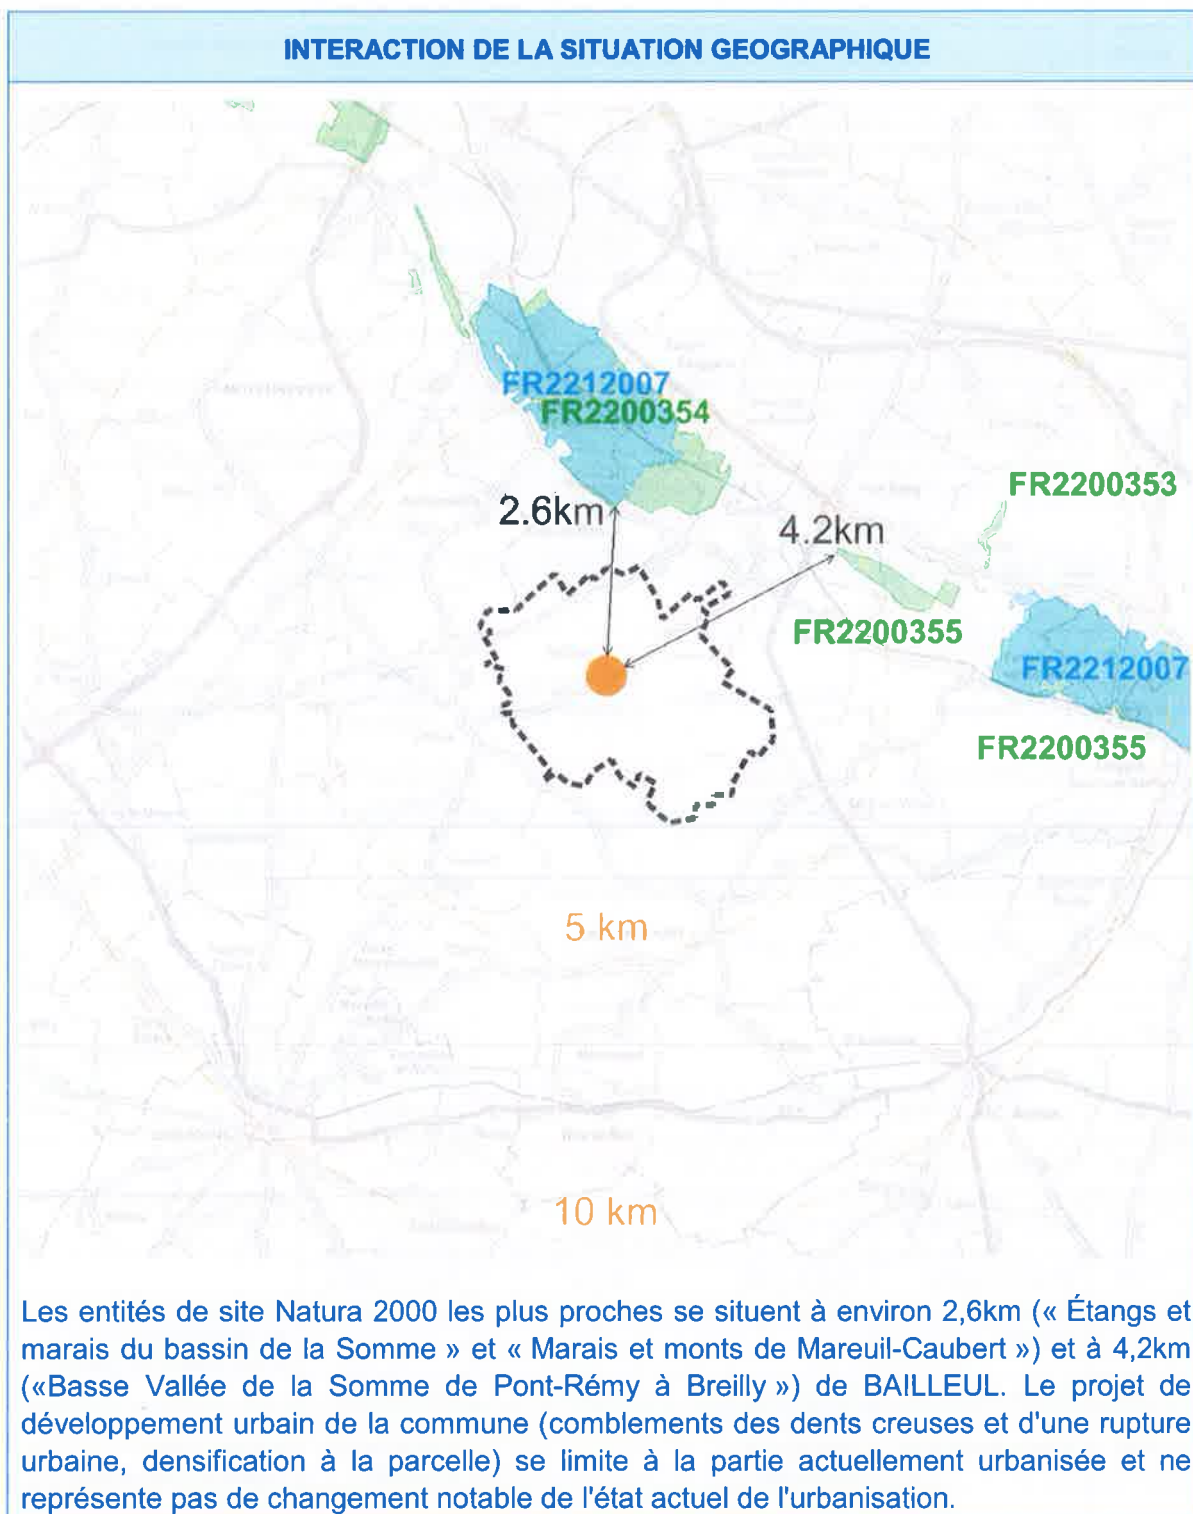 INTERACTION DE LA SITUATION GEOGRAPHIQUE
FR2212007
FR2200354
FR2200353
2.6km
4.2km
FR2200355
FR2212007
FR2200355
5 km
10 km
Les entités de site Natura 2000 les plus proches se situent à environ 2,6km (« Étangs et
marais du bassin de la Somme » et « Marais et monts de Mareuil-Caubert ») et à 4,2km
(«Basse Vallée de la Somme de Pont-Rémy à Breilly ») de BAILLEUL. Le projet de
développement urbain de la commune (comblements des dents creuses et d'une rupture
urbaine, densification à la parcelle) se limite à la partie actuellement urbanisée et ne
représente pas de changement notable de l'état actuel de l'urbanisation.